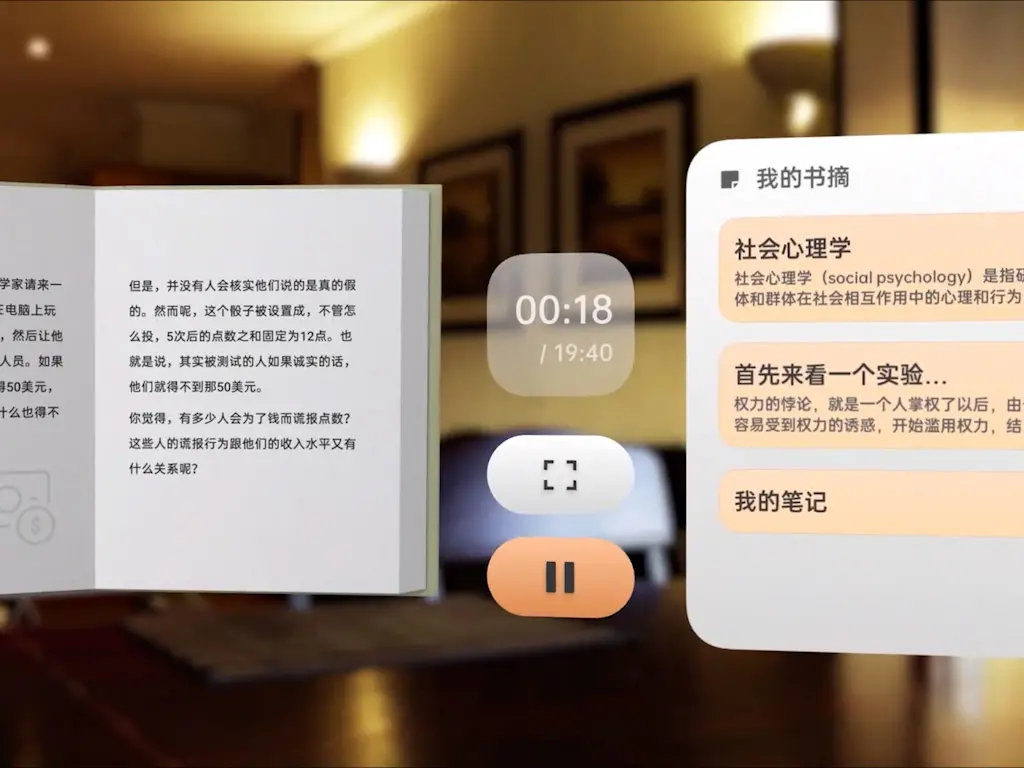 学家请来一
电脑上玩
，然后让他
人员。如果
得50美元，
什么也得不
但是，并没有人会核实他们说的是真的假
的。然而呢，这个骰子被设置成，不管怎
么投，5次后的点数之和固定为12点。也
就是说，其实被测试的人如果诚实的话，
他们就得不到那50美元。
你觉得，有多少人会为了钱而谎报点数？
这些人的谎报行为跟他们的收入水平又有
什么关系呢？
$
00:18
/ 19:40
我的书摘
社会心理学
社会心理学（social psychology）是指研
体和群体在社会相互作用中的心理和行为
首先来看一个实验...
权力的悖论，就是一个人掌权了以后，由
容易受到权力的诱惑，开始滥用权力，结
我的笔记